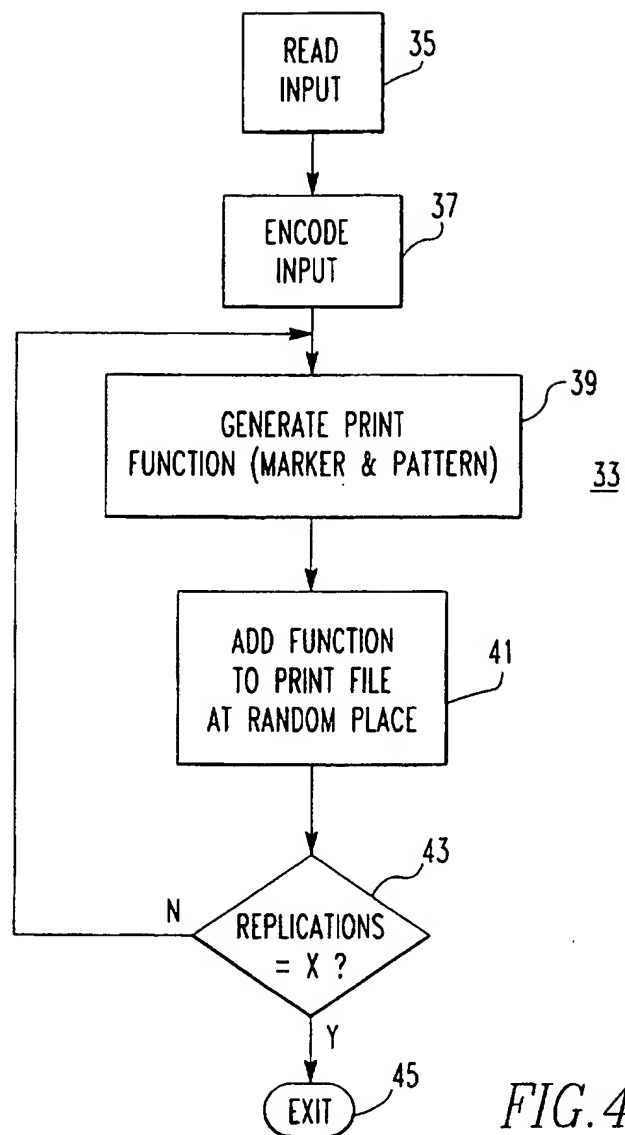 READ
INPUT
35
ENCODE
INPUT
37
GENERATE PRINT
FUNCTION (MARKER & PATTERN)
39
33
ADD FUNCTION
TO PRINT FILE
AT RANDOM PLACE
41
REPLICATIONS
= X ?
43
N
Y
EXIT
45
FIG.4